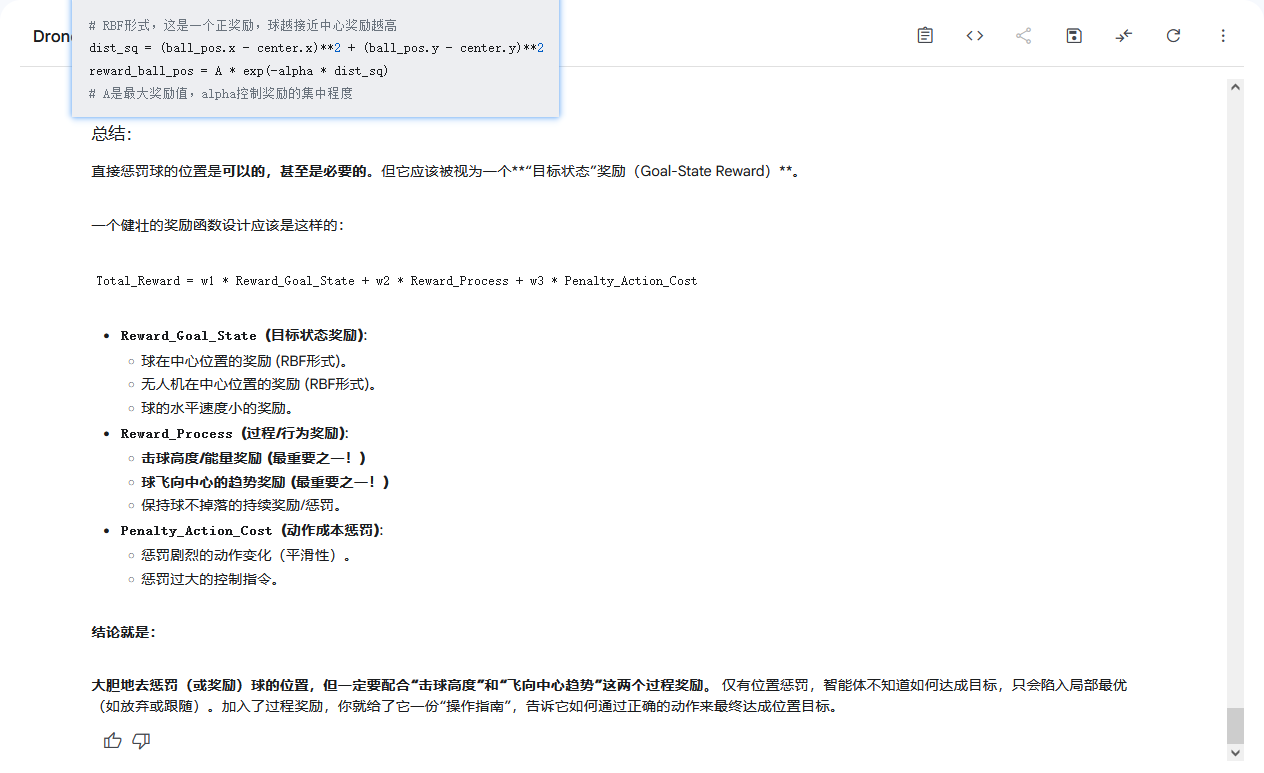 Dron
# RBF形式，这是一个正奖励，球越接近中心奖励越高
dist_sq = (ball_pos.x - center.x)**2 + (ball_pos.y - center.y)**2
reward_ball_pos = A * exp(-alpha * dist_sq)
# A是最大奖励值，alpha控制奖励的集中程度
总结：
直接惩罚球的位置是可以的，甚至是必要的。但它应该被视为一个**“目标状态”奖励（Goal-State Reward）**。
一个健壮的奖励函数设计应该是这样的：
Total_Reward = w1 * Reward_Goal_State + w2 * Reward_Process + w3 * Penalty_Action_Cost
• Reward_Goal_State (目标状态奖励):
○ 球在中心位置的奖励 (RBF形式)。
○ 无人机在中心位置的奖励 (RBF形式)。
○ 球的水平速度小的奖励。
• Reward_Process (过程/行为奖励):
○ 击球高度/能量奖励 (最重要之一！)
○ 球飞向中心的趋势奖励 (最重要之一！)
○ 保持球不掉落的持续奖励/惩罚。
• Penalty_Action_Cost (动作成本惩罚):
○ 惩罚剧烈的动作变化（平滑性）。
○ 惩罚过大的控制指令。
结论就是：
大胆地去惩罚（或奖励）球的位置，但一定要配合“击球高度”和“飞向中心趋势”这两个过程奖励。 仅有位置惩罚，智能体不知道如何达成目标，只会陷入局部最优
（如放弃或跟随）。加入了过程奖励，你就给了它一份“操作指南”，告诉它如何通过正确的动作来最终达成位置目标。